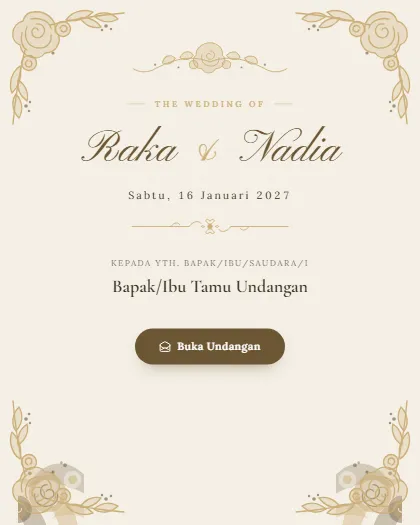 THE WEDDING OF
Raka & Nadia
Sabtu, 16 Januari 2027
KEPADA YTH. BAPAK/IBU/SAUDARA/I
Bapak/Ibu Tamu Undangan
Buka Undangan